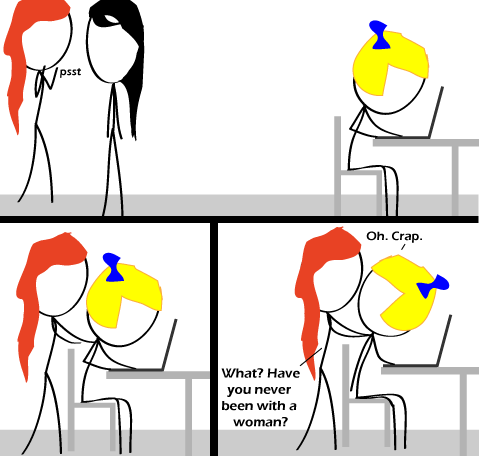 psst
Oh. Crap.
What? Have
you never
been with a
woman?